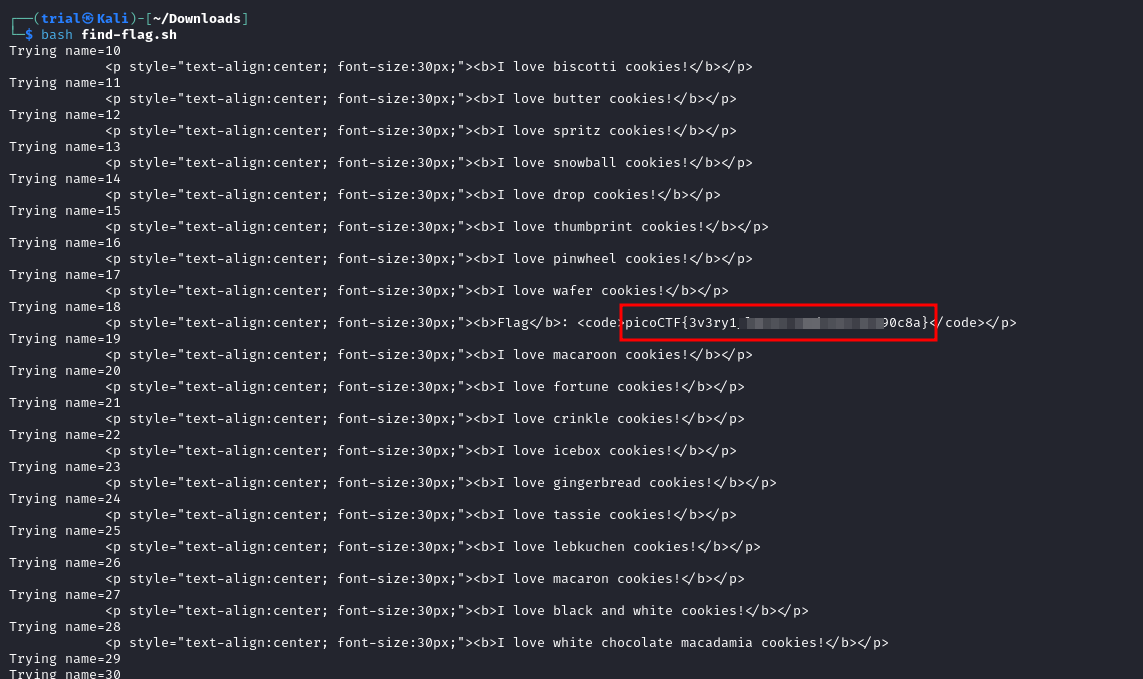 ┌──(trial㉿Kali)-[~/Downloads]
└─$ bash find-flag.sh
Trying name=10
<p style="text-align:center; font-size:30px;"><b>I love biscotti cookies!</b></p>
Trying name=11
<p style="text-align:center; font-size:30px;"><b>I love butter cookies!</b></p>
Trying name=12
<p style="text-align:center; font-size:30px;"><b>I love spritz cookies!</b></p>
Trying name=13
<p style="text-align:center; font-size:30px;"><b>I love snowball cookies!</b></p>
Trying name=14
<p style="text-align:center; font-size:30px;"><b>I love drop cookies!</b></p>
Trying name=15
<p style="text-align:center; font-size:30px;"><b>I love thumbprint cookies!</b></p>
Trying name=16
<p style="text-align:center; font-size:30px;"><b>I love pinwheel cookies!</b></p>
Trying name=17
<p style="text-align:center; font-size:30px;"><b>I love wafer cookies!</b></p>
Trying name=18
<p style="text-align:center; font-size:30px;"><b>Flag</b>: <code>picoCTF{3v3ry1_ 90c8a}</code></p>
Trying name=19
<p style="text-align:center; font-size:30px;"><b>I love macaroon cookies!</b></p>
Trying name=20
<p style="text-align:center; font-size:30px;"><b>I love fortune cookies!</b></p>
Trying name=21
<p style="text-align:center; font-size:30px;"><b>I love crinkle cookies!</b></p>
Trying name=22
<p style="text-align:center; font-size:30px;"><b>I love icebox cookies!</b></p>
Trying name=23
<p style="text-align:center; font-size:30px;"><b>I love gingerbread cookies!</b></p>
Trying name=24
<p style="text-align:center; font-size:30px;"><b>I love tassie cookies!</b></p>
Trying name=25
<p style="text-align:center; font-size:30px;"><b>I love lebkuchen cookies!</b></p>
Trying name=26
<p style="text-align:center; font-size:30px;"><b>I love macaron cookies!</b></p>
Trying name=27
<p style="text-align:center; font-size:30px;"><b>I love black and white cookies!</b></p>
Trying name=28
<p style="text-align:center; font-size:30px;"><b>I love white chocolate macadamia cookies!</b></p>
Trying name=29
Trying name=30